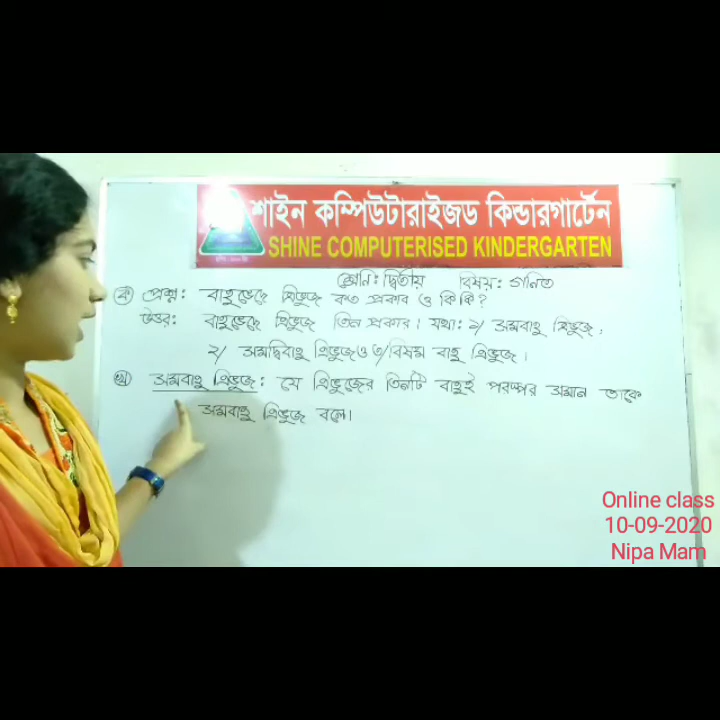 শাইন কম্পিউটারাইজড কিন্ডারগার্টেন
SHINE COMPUTERISED KINDERGARTEN
শ্রেণি: দ্বিতীয় বিষয়: গনিত
ক প্রশ্ন: বাহুভেদে ত্রিভুজ কত প্রকার ও কি কি?
উত্তর: বাহুভেদে ত্রিভুজ তিন প্রকার। যথা: ১/ সমবাহু ত্রিভুজ,
২/ সমদ্বিবাহু ত্রিভুজ ও ৩/ বিষম বাহু ত্রিভুজ।
খ সমবাহু ত্রিভুজ: যে ত্রিভুজের তিনটি বাহুই পরস্পর সমান তাকে
সমবাহু ত্রিভুজ বলে।
Online class
10-09-2020
Nipa Mam